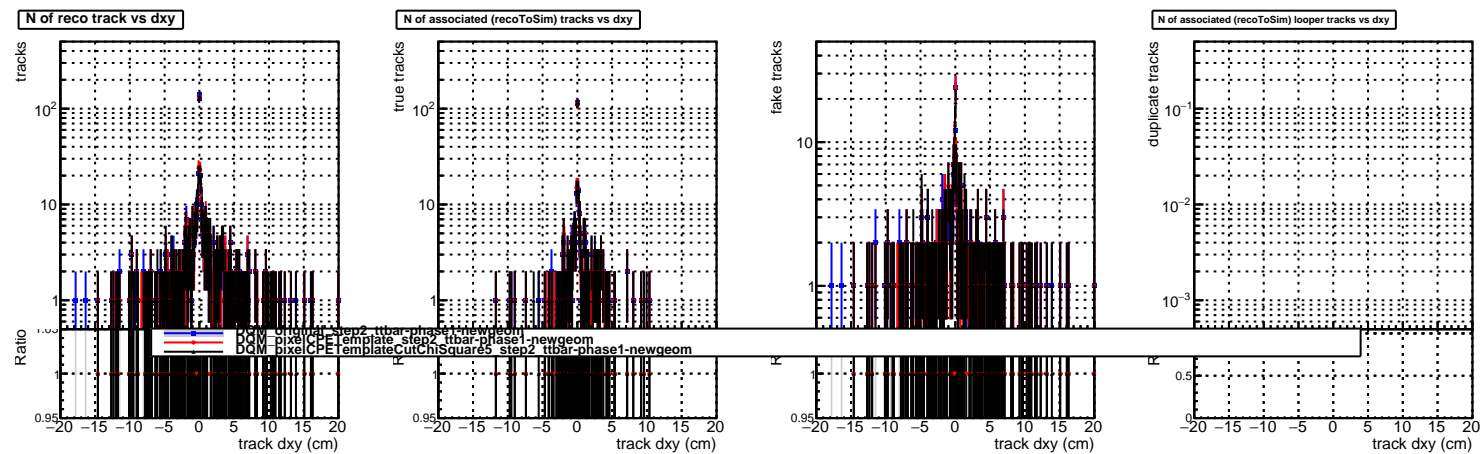 N of reco track vs dxy
N of associated (recoToSim) tracks vs dxy
N of associated (recoToSim) looper tracks vs dxy
tracks
10²
10
1
Ratio
1
0.95
−20 −15 −10 −5 0 5 10 15 20
track dxy (cm)
true tracks
10²
10
1
1
0.95
−20 −15 −10 −5 0 5 10 15 20
track dxy (cm)
fake tracks
10
1
1
0.95
−20 −15 −10 −5 0 5 10 15 20
track dxy (cm)
duplicate tracks
10⁻¹
10⁻²
10⁻³
0.5
0
−20 −15 −10 −5 0 5 10 15 20
track dxy (cm)
DQM_original_step2_ttbar-phase1-newgeom
DQM_pixelCPETemplate_step2_ttbar-phase1-newgeom
DQM_pixelCPETemplateCutChiSquare5_step2_ttbar-phase1-newgeom